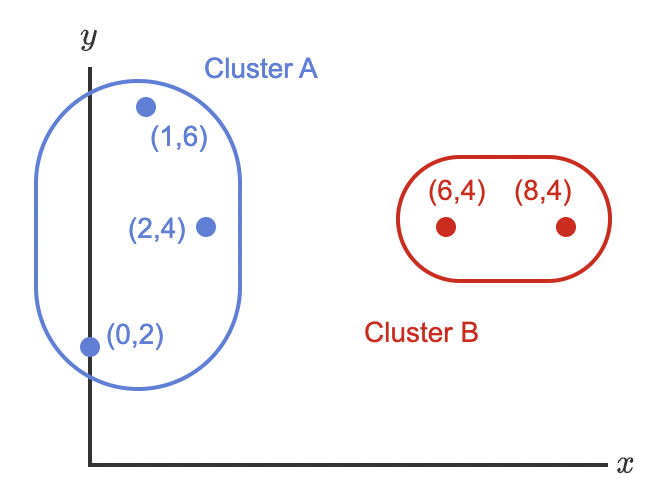 y
Cluster A
(1,6)
(6,4) (8,4)
(2,4)
(0,2)
Cluster B
x